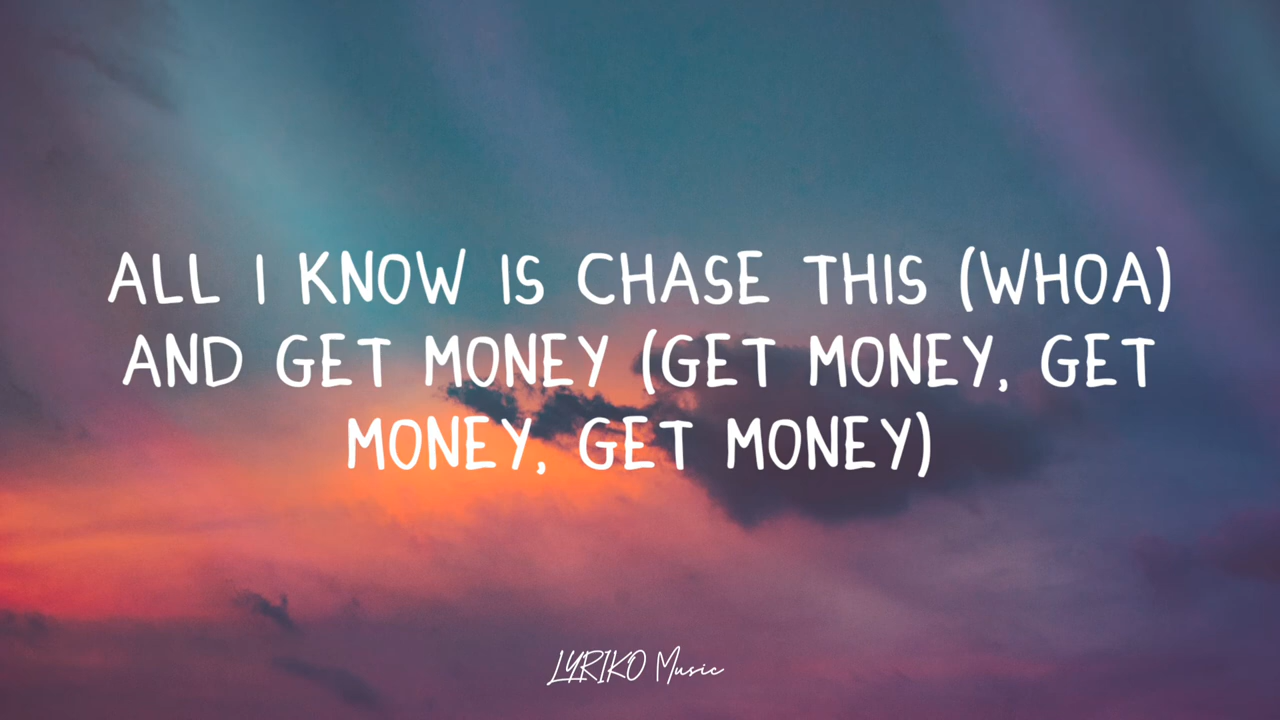 ALL I KNOW IS CHASE THIS (WHOA)
AND GET MONEY (GET MONEY, GET
MONEY, GET MONEY)
LYRIKO Music